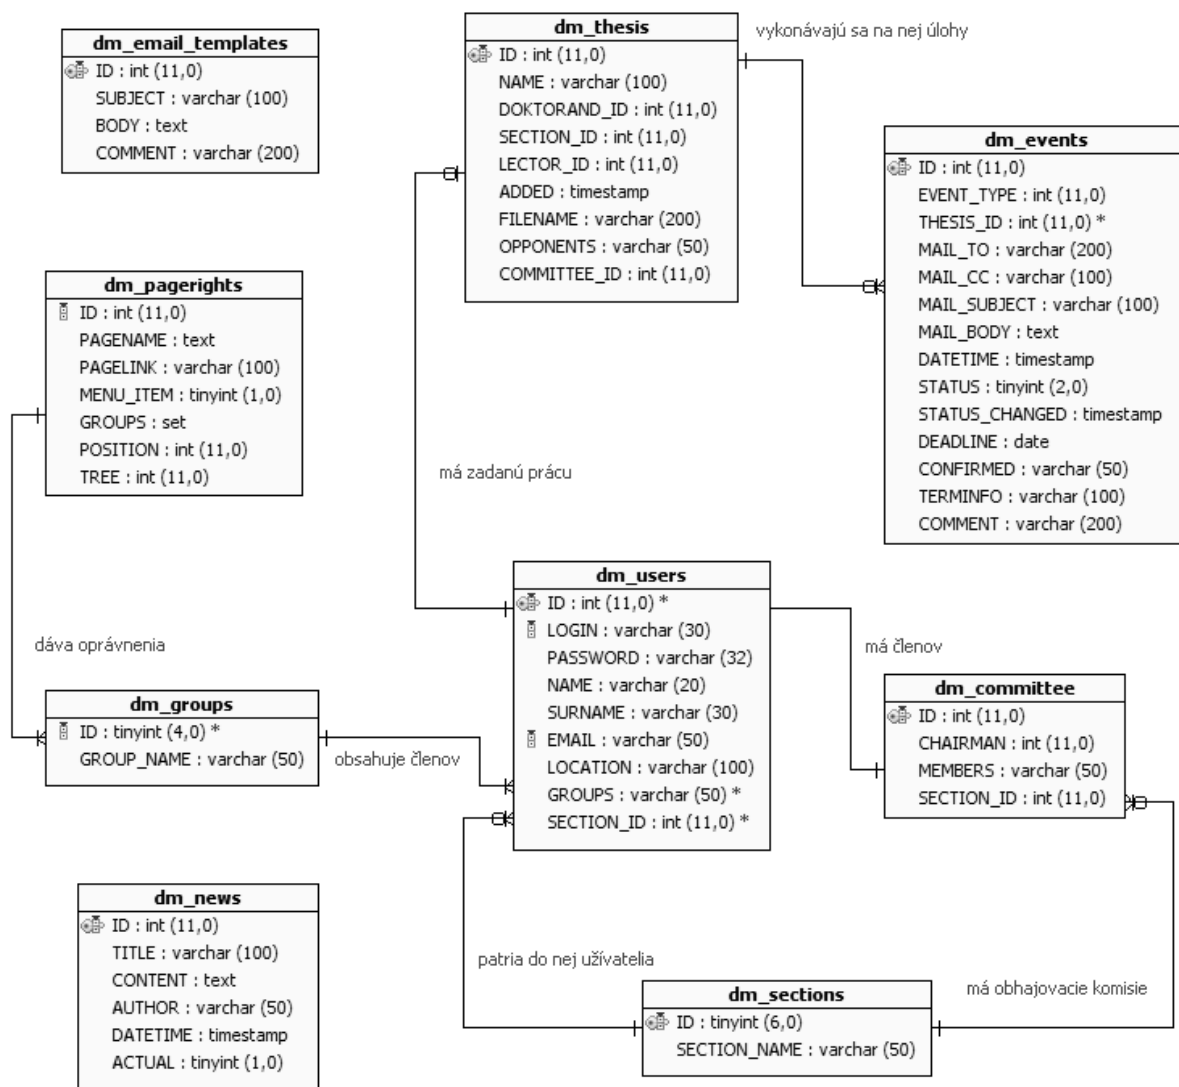 dm_email_templates
ID : int (11,0)
SUBJECT : varchar (100)
BODY : text
COMMENT : varchar (200)
dm_thesis
ID : int (11,0)
NAME : varchar (100)
DOKTORAND_ID : int (11,0)
SECTION_ID : int (11,0)
LECTOR_ID : int (11,0)
ADDED : timestamp
FILENAME : varchar (200)
OPPONENTS : varchar (50)
COMMITTEE_ID : int (11,0)
vykonávajú sa na nej úlohy
dm_events
ID : int (11,0)
EVENT_TYPE : int (11,0)
THESIS_ID : int (11,0) *
MAIL_TO : varchar (200)
MAIL_CC : varchar (100)
MAIL_SUBJECT : varchar (100)
MAIL_BODY : text
DATETIME : timestamp
STATUS : tinyint (2,0)
STATUS_CHANGED : timestamp
DEADLINE : date
CONFIRMED : varchar (50)
TERMINFO : varchar (100)
COMMENT : varchar (200)
dm_pagerights
ID : int (11,0)
PAGENAME : text
PAGELINK : varchar (100)
MENU_ITEM : tinyint (1,0)
GROUPS : set
POSITION : int (11,0)
TREE : int (11,0)
má zadanú prácu
dáva oprávnenia
dm_users
ID : int (11,0) *
LOGIN : varchar (30)
PASSWORD : varchar (32)
NAME : varchar (20)
SURNAME : varchar (30)
EMAIL : varchar (50)
LOCATION : varchar (100)
GROUPS : varchar (50) *
SECTION_ID : int (11,0) *
má členov
dm_groups
ID : tinyint (4,0) *
GROUP_NAME : varchar (50)
obsahuje členov
dm_committee
ID : int (11,0)
CHAIRMAN : int (11,0)
MEMBERS : varchar (50)
SECTION_ID : int (11,0)
dm_news
ID : int (11,0)
TITLE : varchar (100)
CONTENT : text
AUTHOR : varchar (50)
DATETIME : timestamp
ACTUAL : tinyint (1,0)
patria do nej užívatelia
dm_sections
ID : tinyint (6,0)
SECTION_NAME : varchar (50)
má obhajovacie komisie